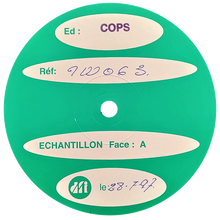 Ed : COPS
Réf: 9W063.
ECHANTILLON Face : A
M le 28.7.97